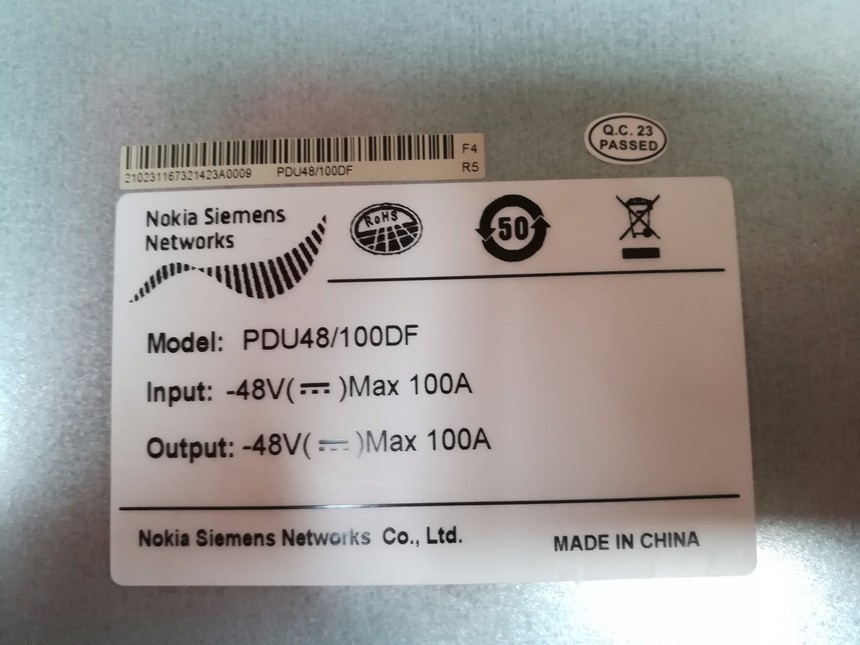 Q.C. 23
PASSED
F4
210231167321423A0009 PDU48/100DF R5
Nokia Siemens
Networks
RoHS
50
Model: PDU48/100DF
Input: -48V(⎓)Max 100A
Output: -48V(⎓)Max 100A
Nokia Siemens Networks Co., Ltd.
MADE IN CHINA